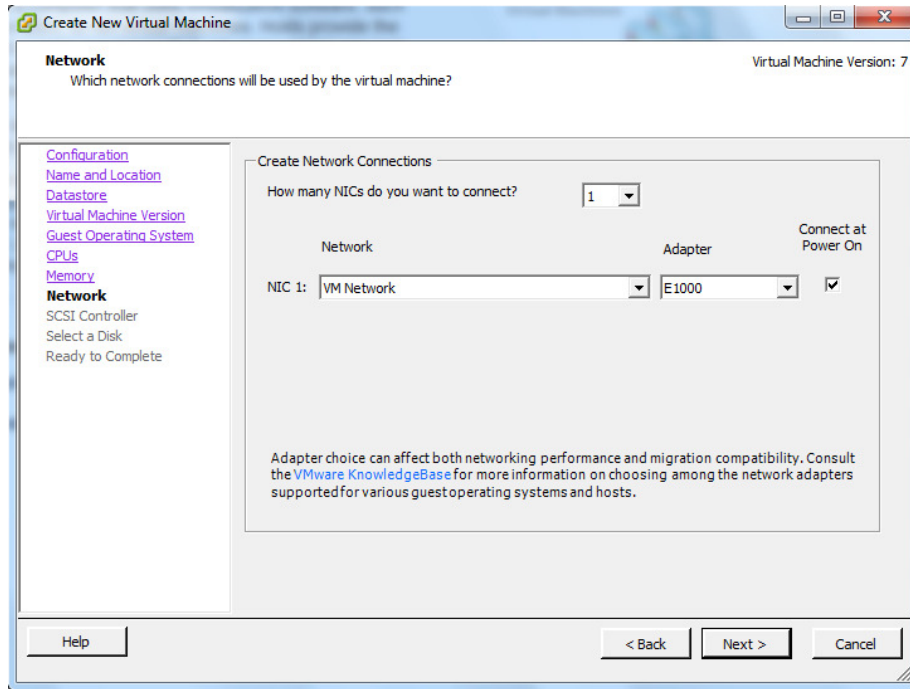 Create New Virtual Machine
Network
Which network connections will be used by the virtual machine?
Virtual Machine Version: 7
Configuration
Name and Location
Datastore
Virtual Machine Version
Guest Operating System
CPUs
Memory
Network
SCSI Controller
Select a Disk
Ready to Complete
Create Network Connections
How many NICs do you want to connect?
1
Network
Adapter
Connect at
Power On
NIC 1:
VM Network
E1000
Adapter choice can affect both networking performance and migration compatibility. Consult
the VMware KnowledgeBase for more information on choosing among the network adapters
supported for various guest operating systems and hosts.
Help
< Back
Next >
Cancel